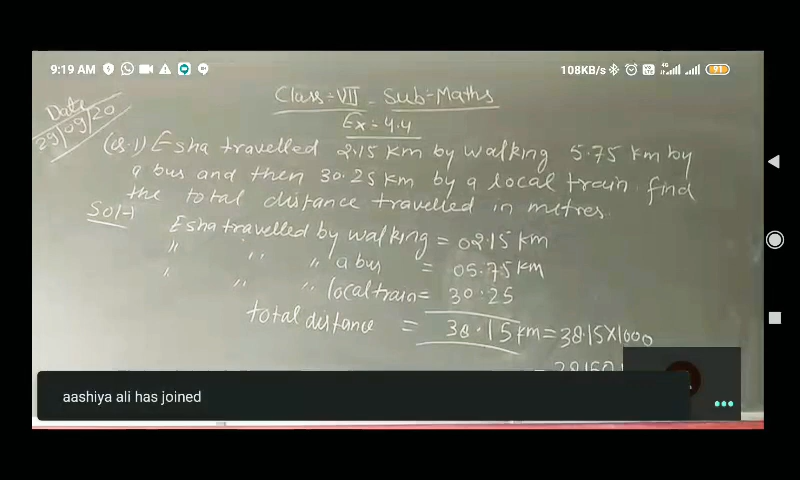 9:19 AM
108KB/s 4G 91
Date
29/09/20
Class:- VII - Sub:- Maths
Ex:- 4.4
(Q.1) Esha travelled 2.15 Km by walking 5.75 Km by
a bus and then 30.25 Km by a local train. find
the total distance travelled in metres.
Sol-1
Esha travelled by walking = 02.15 Km
" " " a bus = 05.75 Km
" " " local train = 30.25
total distance = 38.15 Km = 38.15 X 1000
aashiya ali has joined